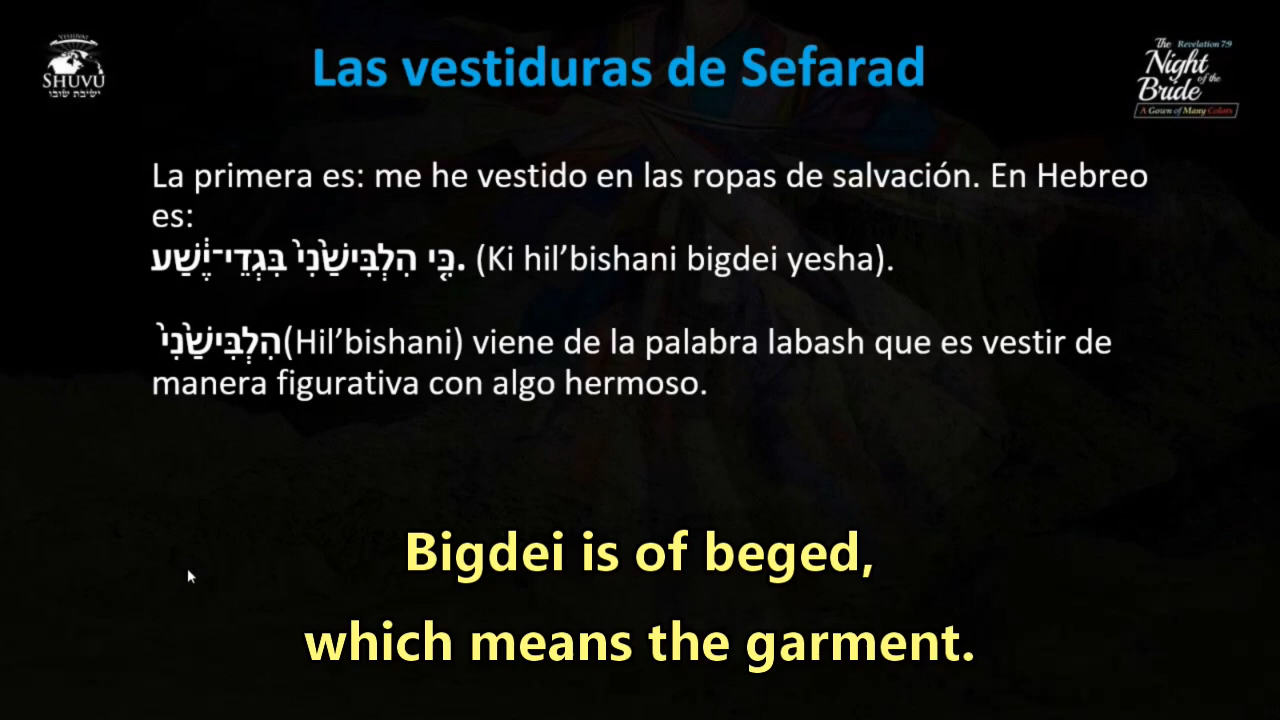 YESHIVAT
SHUVU
ישיבת שובו
Las vestiduras de Sefarad
The Revelation 7:9
Night
of the
Bride
A Gown of Many Colors
La primera es: me he vestido en las ropas de salvación. En Hebreo
es:
כִּ֤י הִלְבִּישַׁ֙נִי֙ בִּגְדֵי־יֶ֔שַׁע. (Ki hil’bishani bigdei yesha).
הִלְבִּישַׁ֙נִי֙(Hil’bishani) viene de la palabra labash que es vestir de
manera figurativa con algo hermoso.
Bigdei is of beged,
which means the garment.